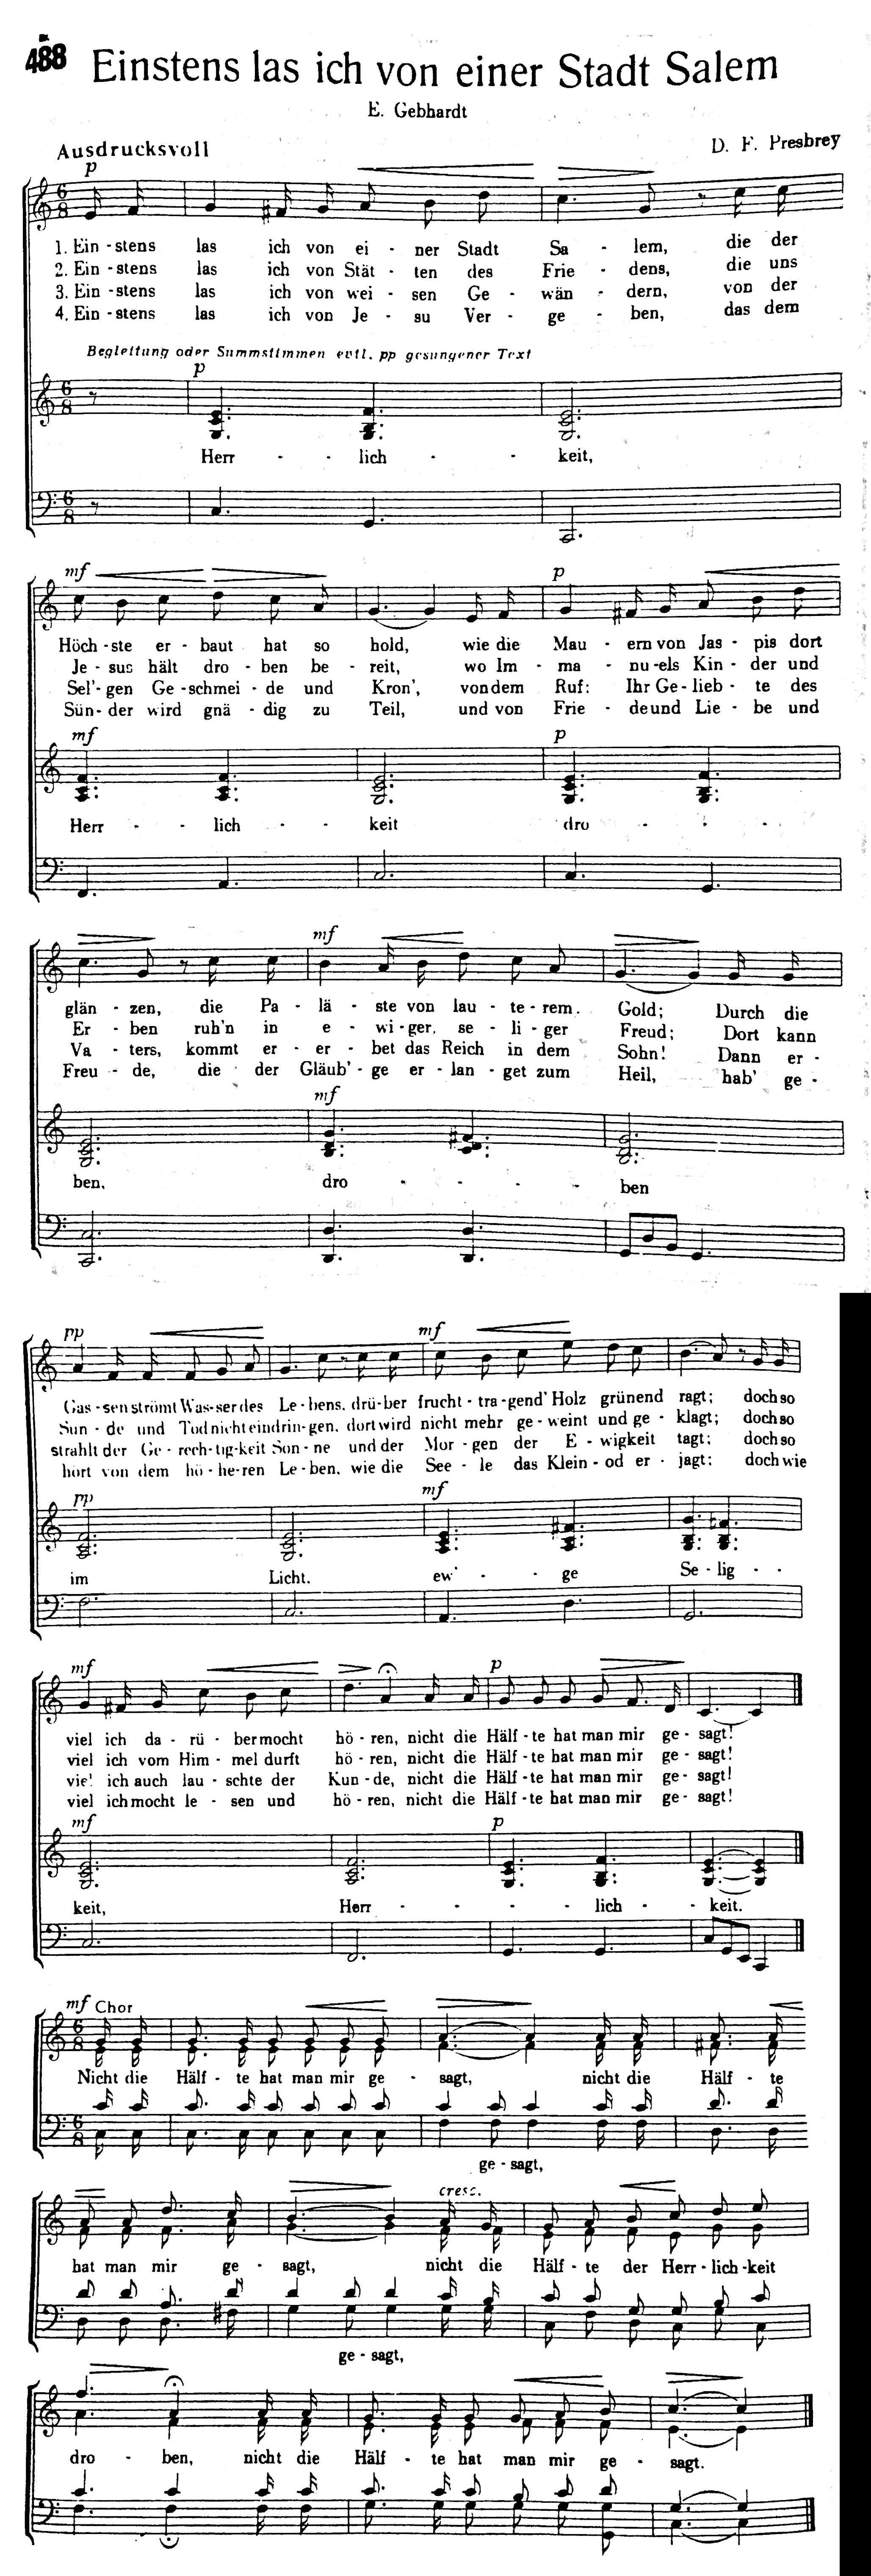 488
Einstens las ich von einer Stadt Salem
E. Gebhardt
Ausdrucksvoll
D. F. Presbrey
p
1. Ein - stens las ich von ei - ner Stadt Sa - lem, die der
2. Ein - stens las ich von Stät - ten des Frie - dens, die uns
3. Ein - stens las ich von wei - sen Ge - wän - dern, von der
4. Ein - stens las ich von Je - su Ver - ge - ben, das dem
Begleitung oder Summstimmen evtl. pp gesungener Text
p
Herr - - lich - - keit,
mf p
Höch - ste er - baut hat so hold, wie die Mau - ern von Jas - pis dort
Je - sus hält dro - ben be - reit, wo Im - ma - nu - els Kin - der und
Sel' - gen Ge - schmei - de und Kron', von dem Ruf: Ihr Ge - lieb - te des
Sün - der wird gnä - dig zu Teil, und von Frie - de und Lie - be und
mf p
Herr - - lich - - keit dro - - -
mf
glän - zen, die Pa - lä - ste von lau - te - rem. Gold; Durch die
Er - ben ruh'n in e - wi - ger, se - li - ger Freud; Dort kann
Va - ters, kommt er - er - bet das Reich in dem Sohn! Dann er -
Freu - de, die der Gläub' - ge er - lan - get zum Heil, hab' ge -
mf
ben, dro - - - - ben
pp mf
Gas - sen strömt Was - ser des Le - bens, drü - ber frucht - tra - gend' Holz grünend ragt; doch so
Sün - de und Tod nicht eindrin - gen, dort wird nicht mehr ge - weint und ge - klagt; doch so
strahlt der Ge - rech - tig - keit Son - ne und der Mor - gen der E - wigkeit tagt; doch so
hört von dem hö - he - ren Le - ben, wie die See - le das Klein - od er - jagt; doch wie
pp mf
im Licht. ew' - - ge Se - lig - -
mf p
viel ich da - rü - ber mocht hö - ren, nicht die Hälf - te hat man mir ge - sagt!
viel ich vom Him - mel durft hö - ren, nicht die Hälf - te hat man mir ge - sagt!
viel ich auch lau - schte der Kun - de, nicht die Hälf - te hat man mir ge - sagt!
viel ich mocht le - sen und hö - ren, nicht die Hälf - te hat man mir ge - sagt!
mf p
keit, Herr - - - - lich - - keit.
mf Chor
Nicht die Hälf - te hat man mir ge - sagt, nicht die Hälf - te
ge - sagt,
cresc.
hat man mir ge - sagt, nicht die Hälf - te der Herr - lich - keit
ge - sagt,
dro - ben, nicht die Hälf - te hat man mir ge - sagt.